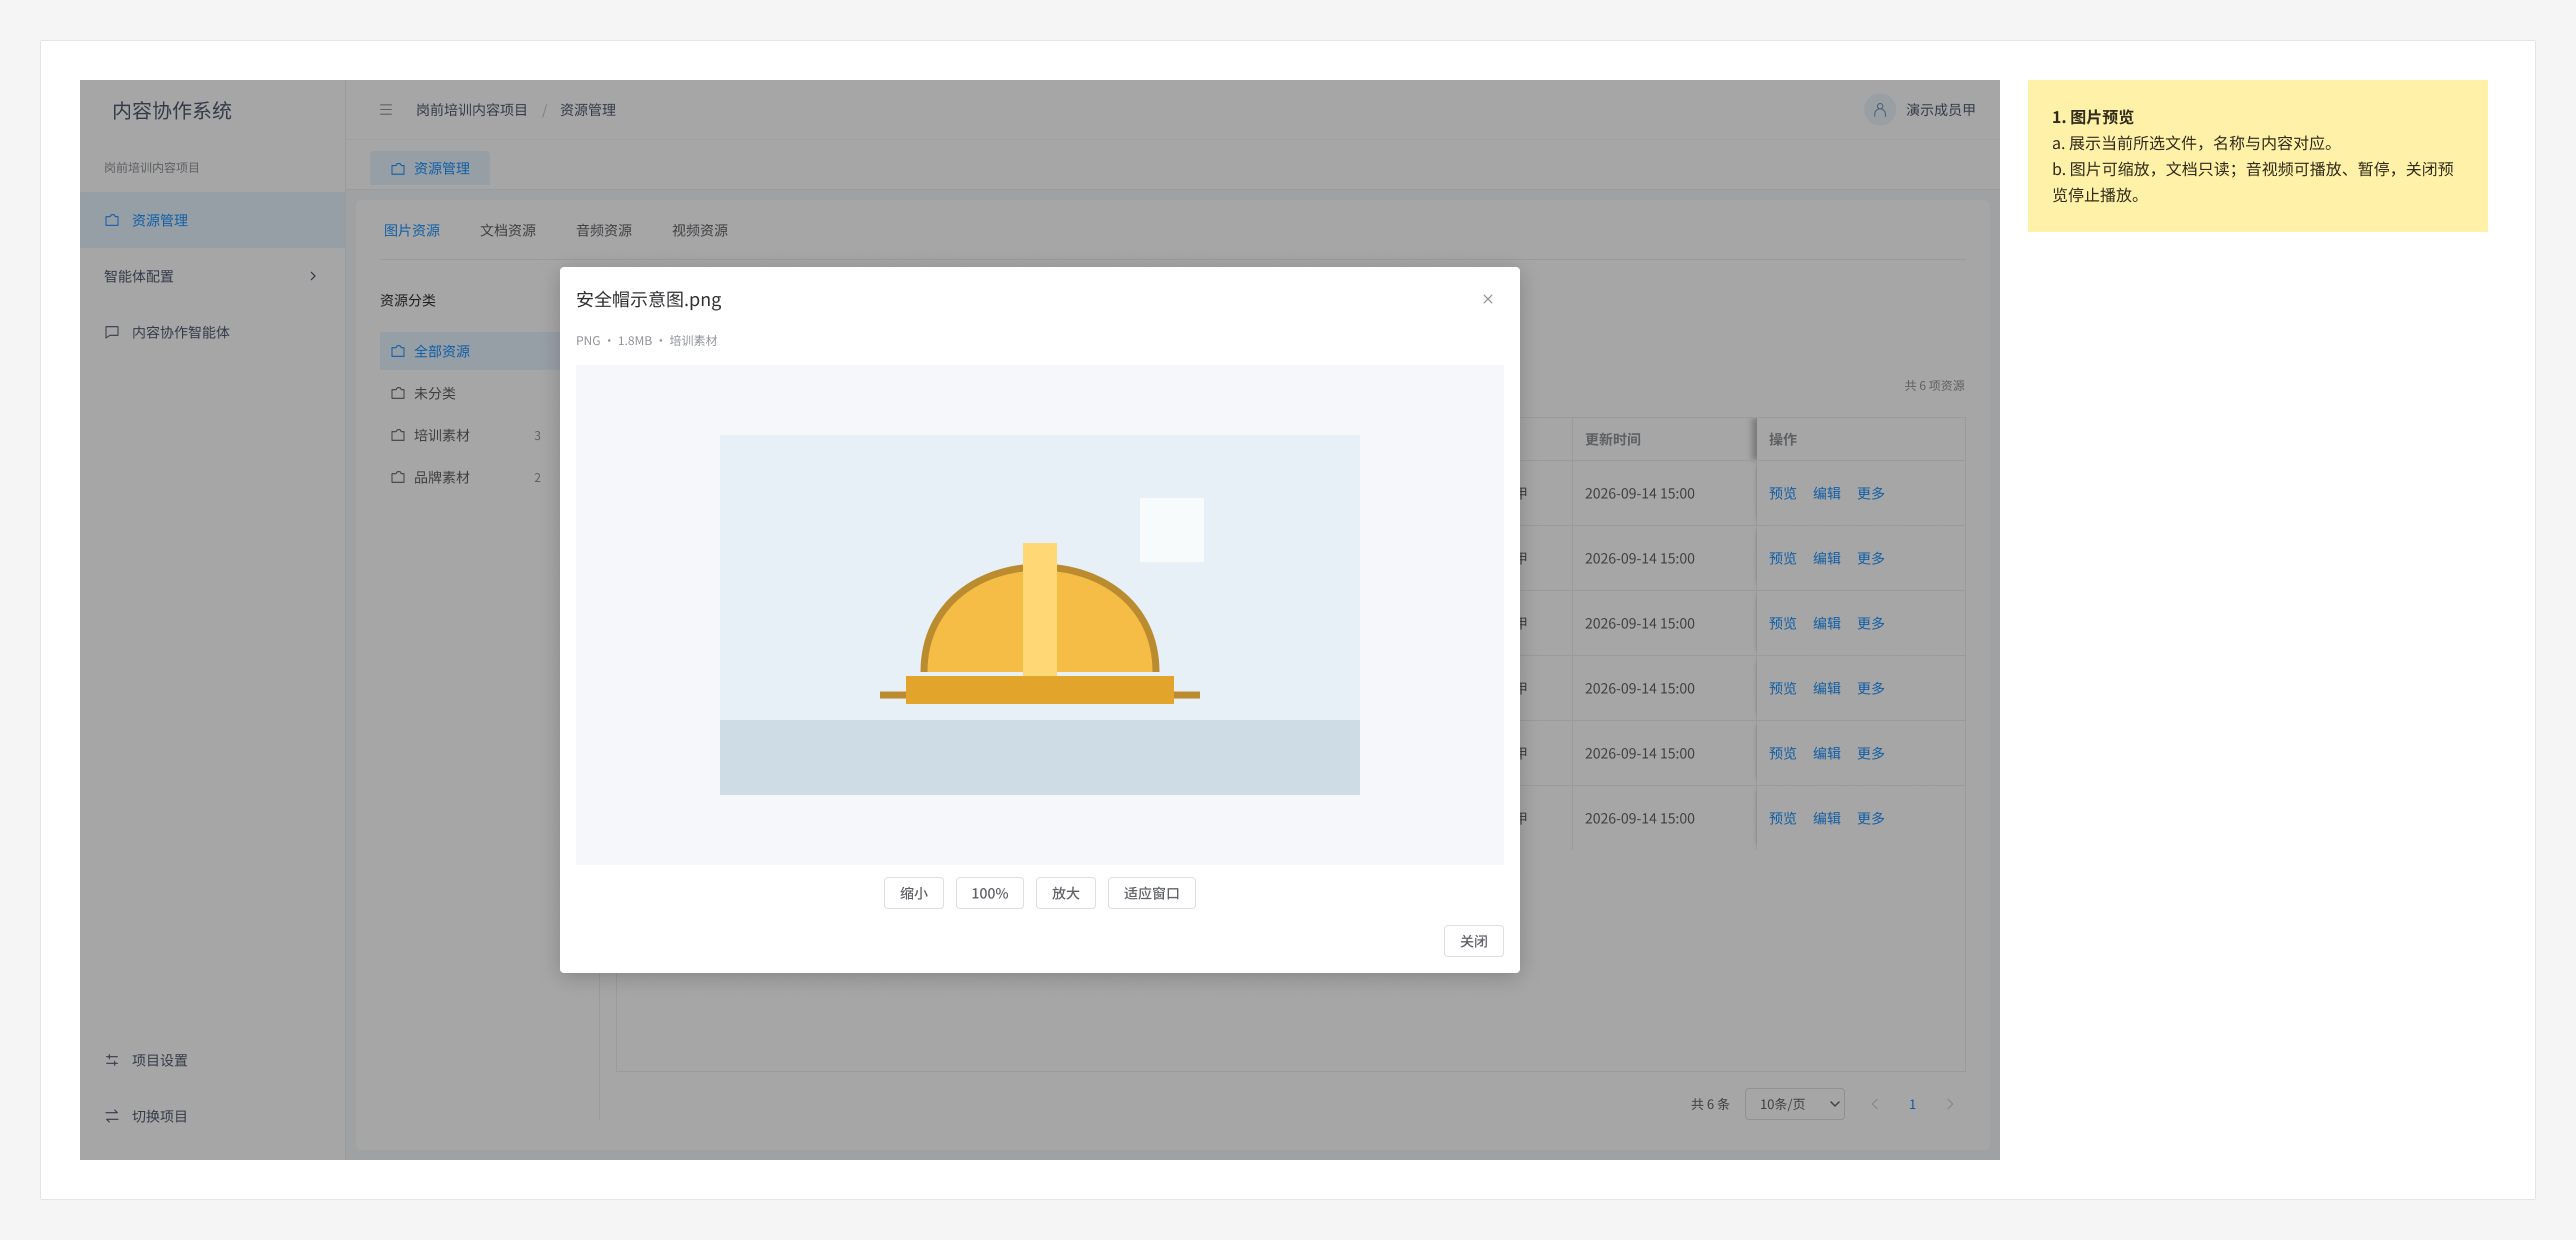 内容协作系统
岗前培训内容项目
资源管理
智能体配置
内容协作智能体
项目设置
切换项目
岗前培训内容项目 / 资源管理
演示成员甲
资源管理
图片资源 文档资源 音频资源 视频资源
资源分类
全部资源
未分类
培训素材 3
品牌素材 2
共 6 项资源
更新时间 操作
甲 2026-09-14 15:00 预览 编辑 更多
甲 2026-09-14 15:00 预览 编辑 更多
甲 2026-09-14 15:00 预览 编辑 更多
甲 2026-09-14 15:00 预览 编辑 更多
甲 2026-09-14 15:00 预览 编辑 更多
甲 2026-09-14 15:00 预览 编辑 更多
共 6 条 10条/页 1
安全帽示意图.png
PNG • 1.8MB • 培训素材
缩小 100% 放大 适应窗口
关闭
1. 图片预览
a. 展示当前所选文件，名称与内容对应。
b. 图片可缩放，文档只读；音视频可播放、暂停，关闭预
览停止播放。